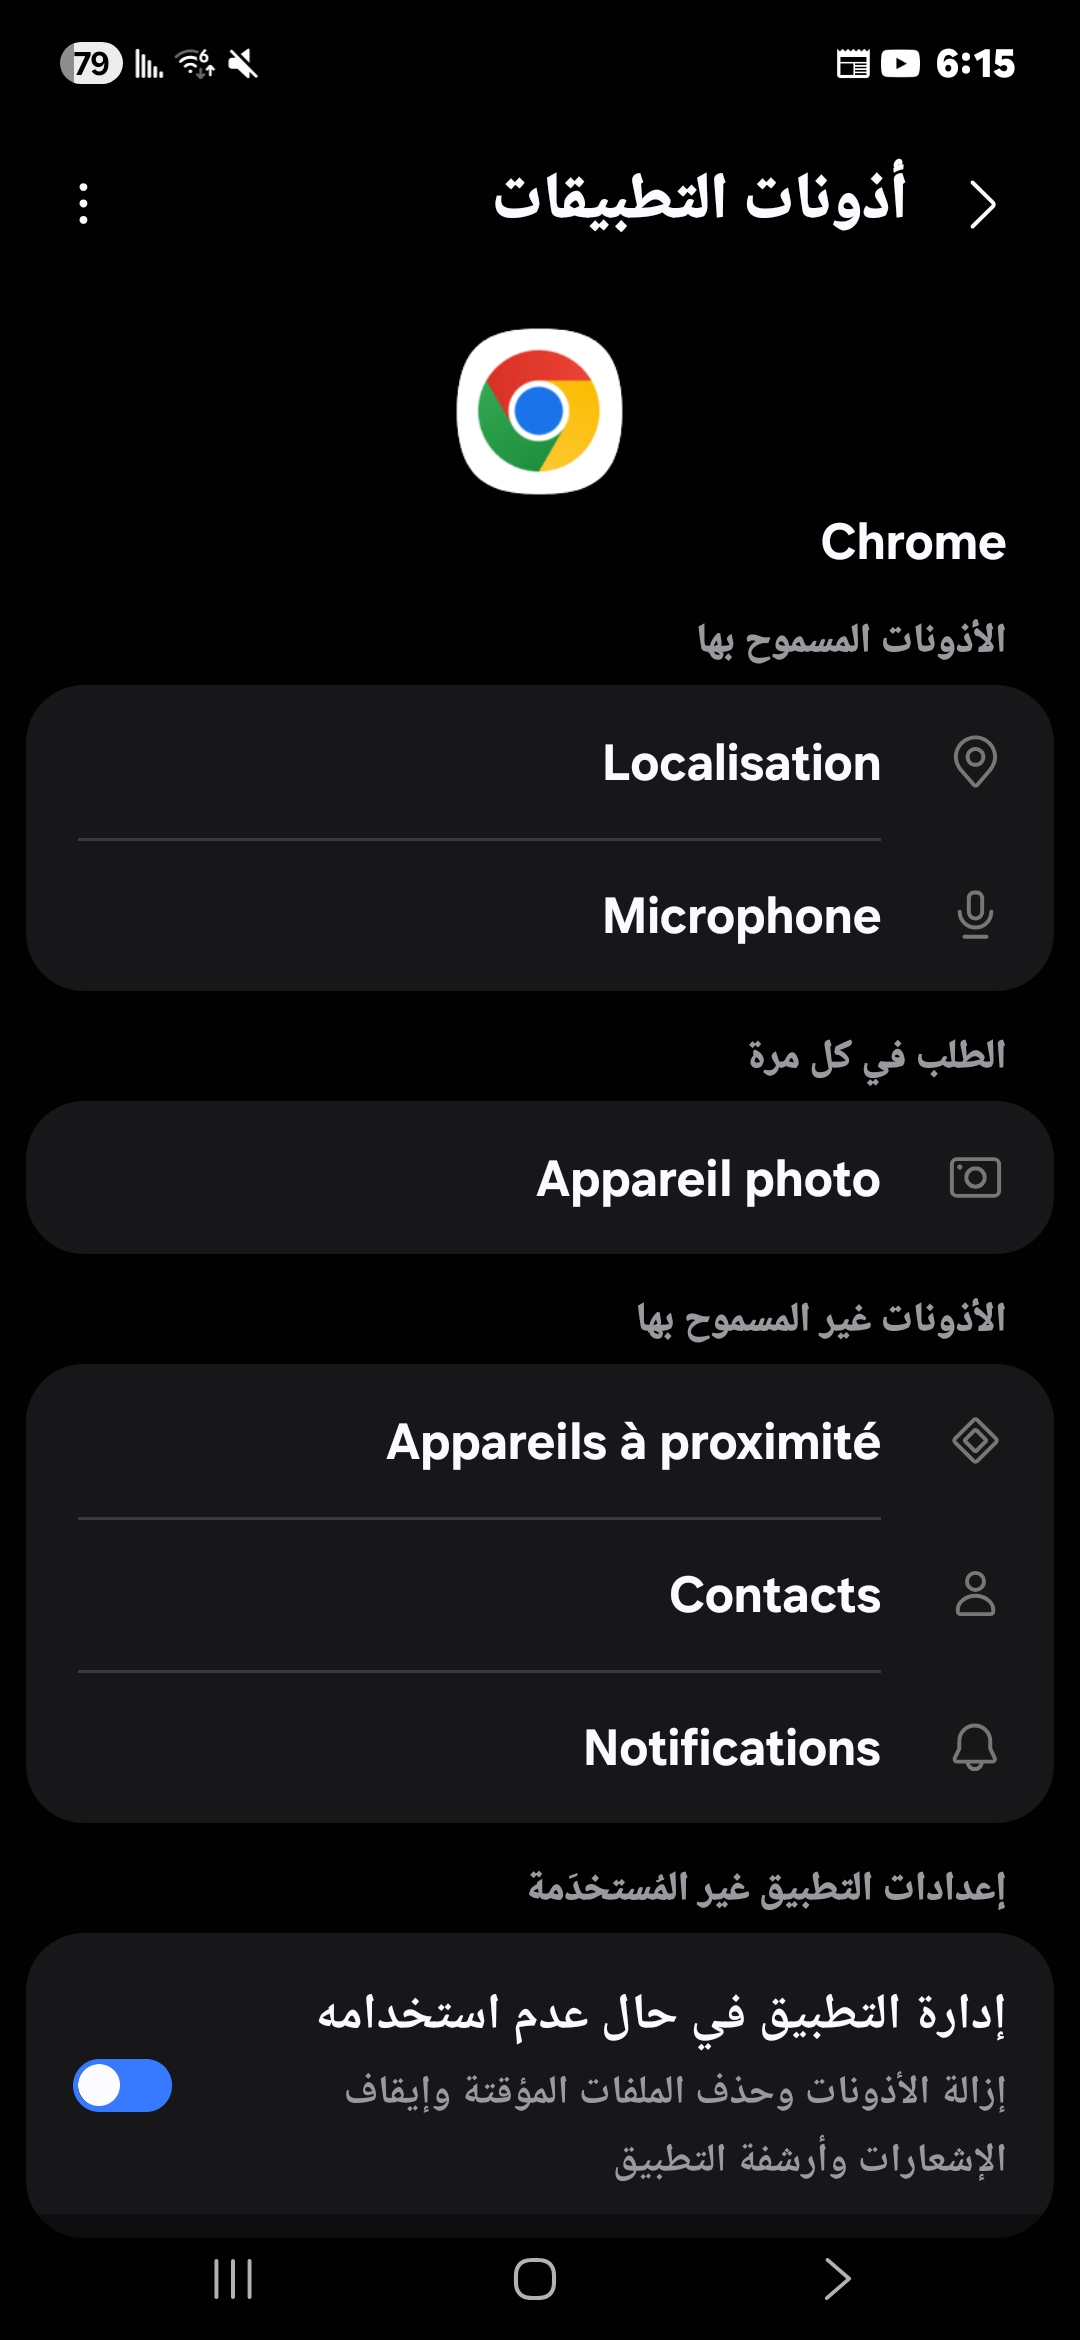 79
6
6:15
أذونات التطبيقات
Chrome
الأذونات المسموح بها
Localisation
Microphone
الطلب في كل مرة
Appareil photo
الأذونات غير المسموح بها
Appareils à proximité
Contacts
Notifications
إعدادات التطبيق غير المُستخدَمة
إدارة التطبيق في حال عدم استخدامه
إزالة الأذونات وحذف الملفات المؤقتة وإيقاف
الإشعارات وأرشفة التطبيق